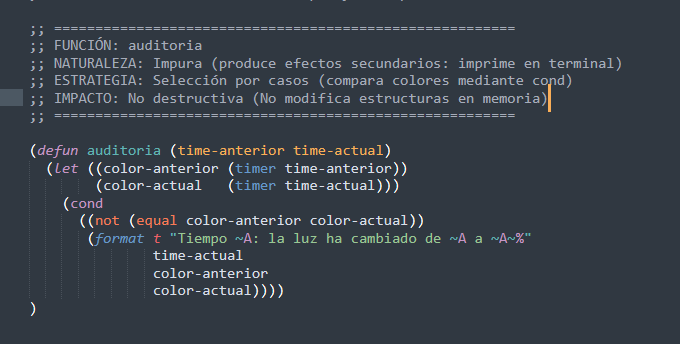 ;; ========================================================
;; FUNCIÓN: auditoria
;; NATURALEZA: Impura (produce efectos secundarios: imprime en terminal)
;; ESTRATEGIA: Selección por casos (compara colores mediante cond)
;; IMPACTO: No destructiva (No modifica estructuras en memoria)
;; ========================================================
(defun auditoria (time-anterior time-actual)
  (let ((color-anterior (timer time-anterior))
        (color-actual   (timer time-actual)))
    (cond
      ((not (equal color-anterior color-actual))
       (format t "Tiempo ~A: la luz ha cambiado de ~A a ~A~%"
               time-actual
               color-anterior
               color-actual))))
)